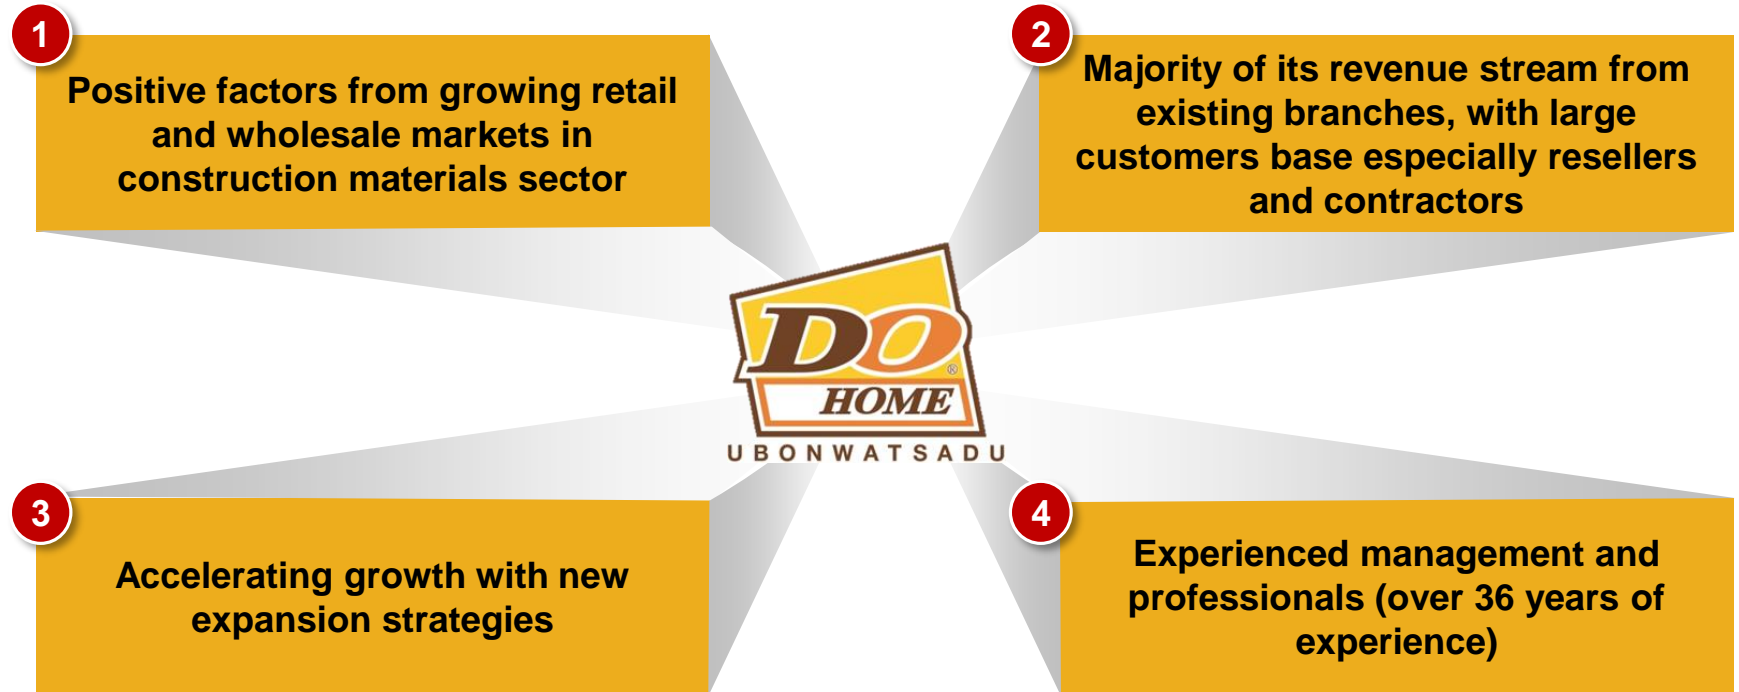 1
Positive factors from growing retail
and wholesale markets in
construction materials sector
2
Majority of its revenue stream from
existing branches, with large
customers base especially resellers
and contractors
DO®
HOME
UBONWATSADU
3
Accelerating growth with new
expansion strategies
4
Experienced management and
professionals (over 36 years of
experience)